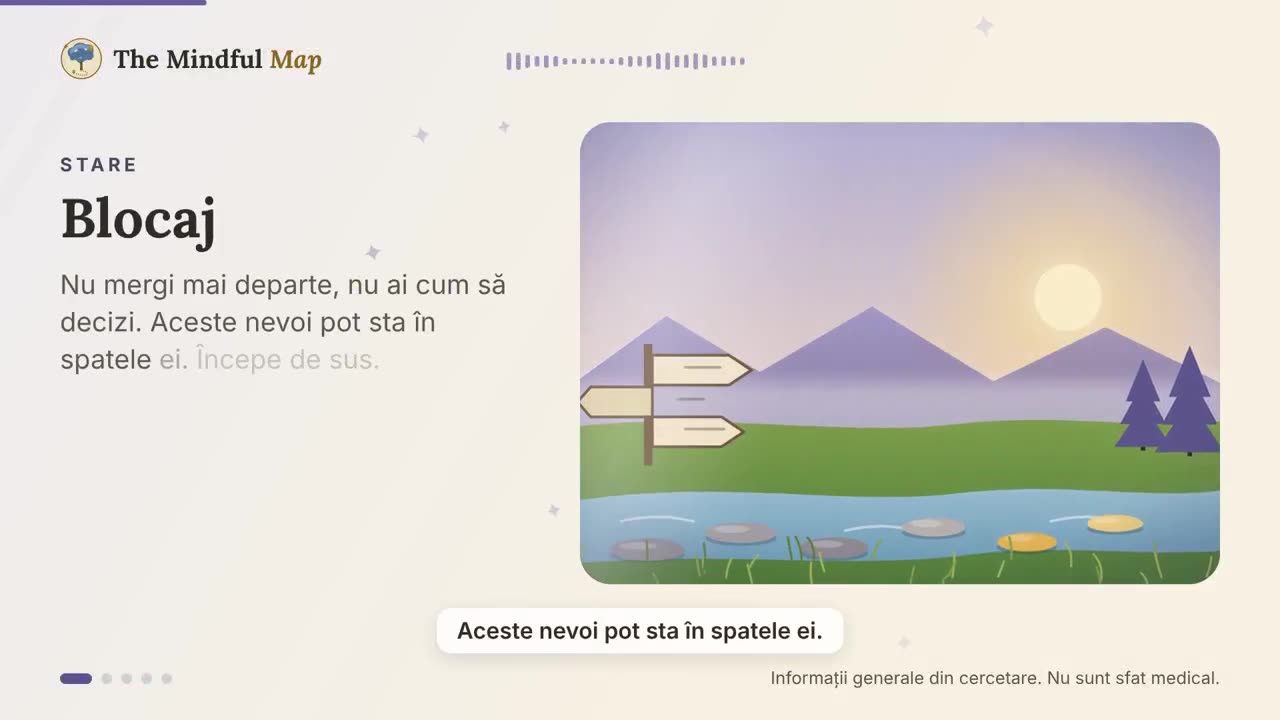 The Mindful Map
STARE
Blocaj
Nu mergi mai departe, nu ai cum să
decizi. Aceste nevoi pot sta în
spatele ei. Începe de sus.
Aceste nevoi pot sta în spatele ei.
Informații generale din cercetare. Nu sunt sfat medical.